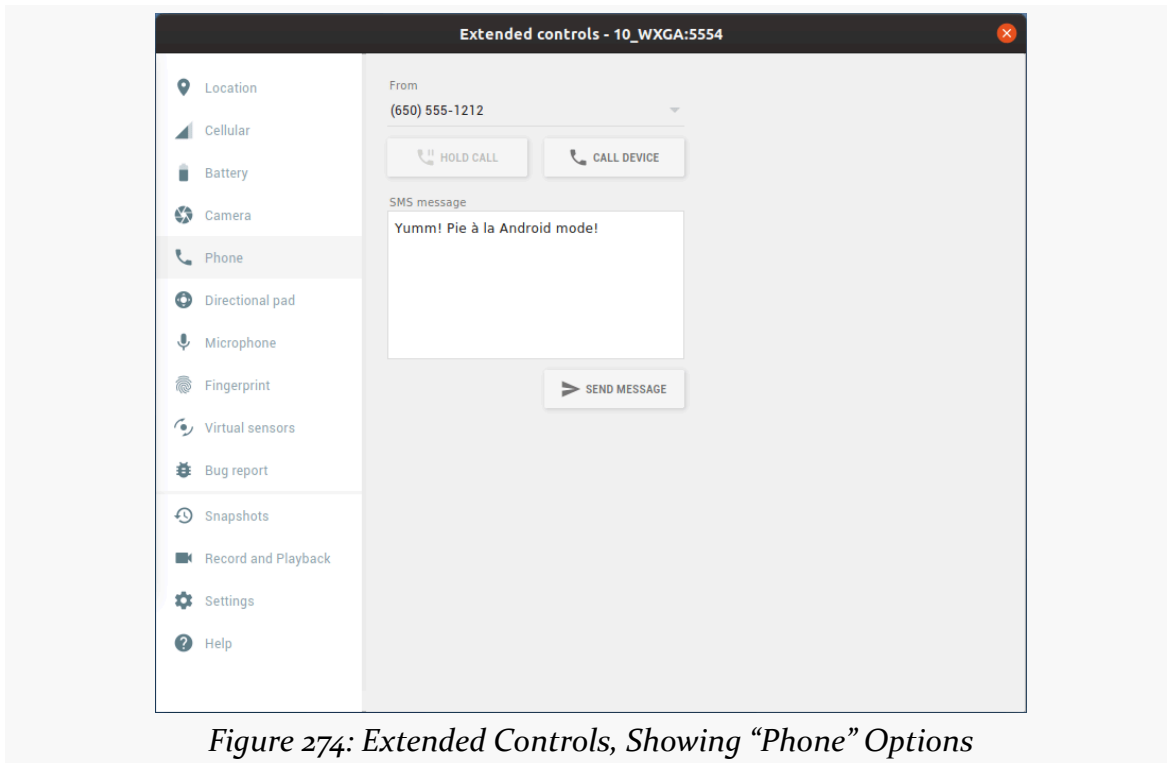 Extended controls - 10_WXGA:5554
Location
Cellular
Battery
Camera
Phone
Directional pad
Microphone
Fingerprint
Virtual sensors
Bug report
Snapshots
Record and Playback
Settings
Help
From
(650) 555-1212
HOLD CALL
CALL DEVICE
SMS message
Yumm! Pie à la Android mode!
SEND MESSAGE
Figure 274: Extended Controls, Showing “Phone” Options